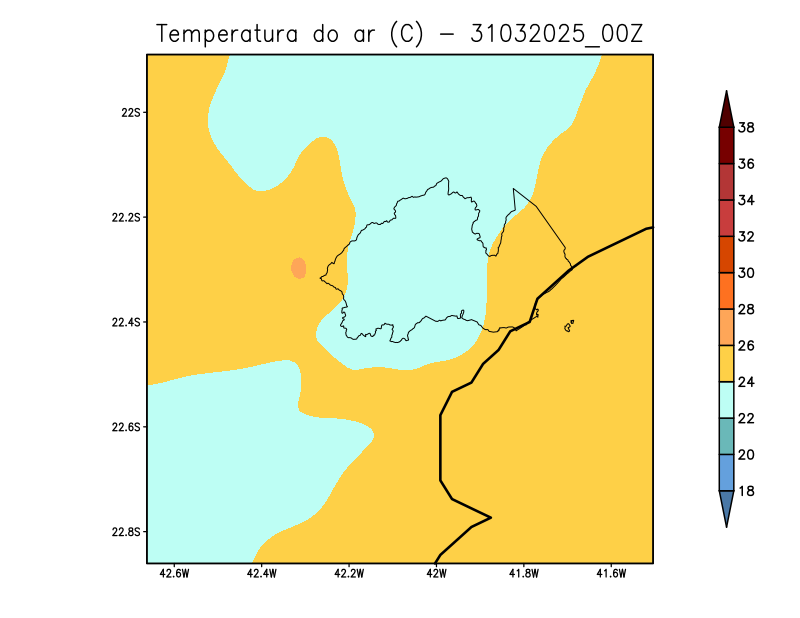 Temperatura do ar (C) - 31032025_00Z
22S
22.2S
22.4S
22.6S
22.8S
42.6W
42.4W
42.2W
42W
41.8W
41.6W
38
36
34
32
30
28
26
24
22
20
18